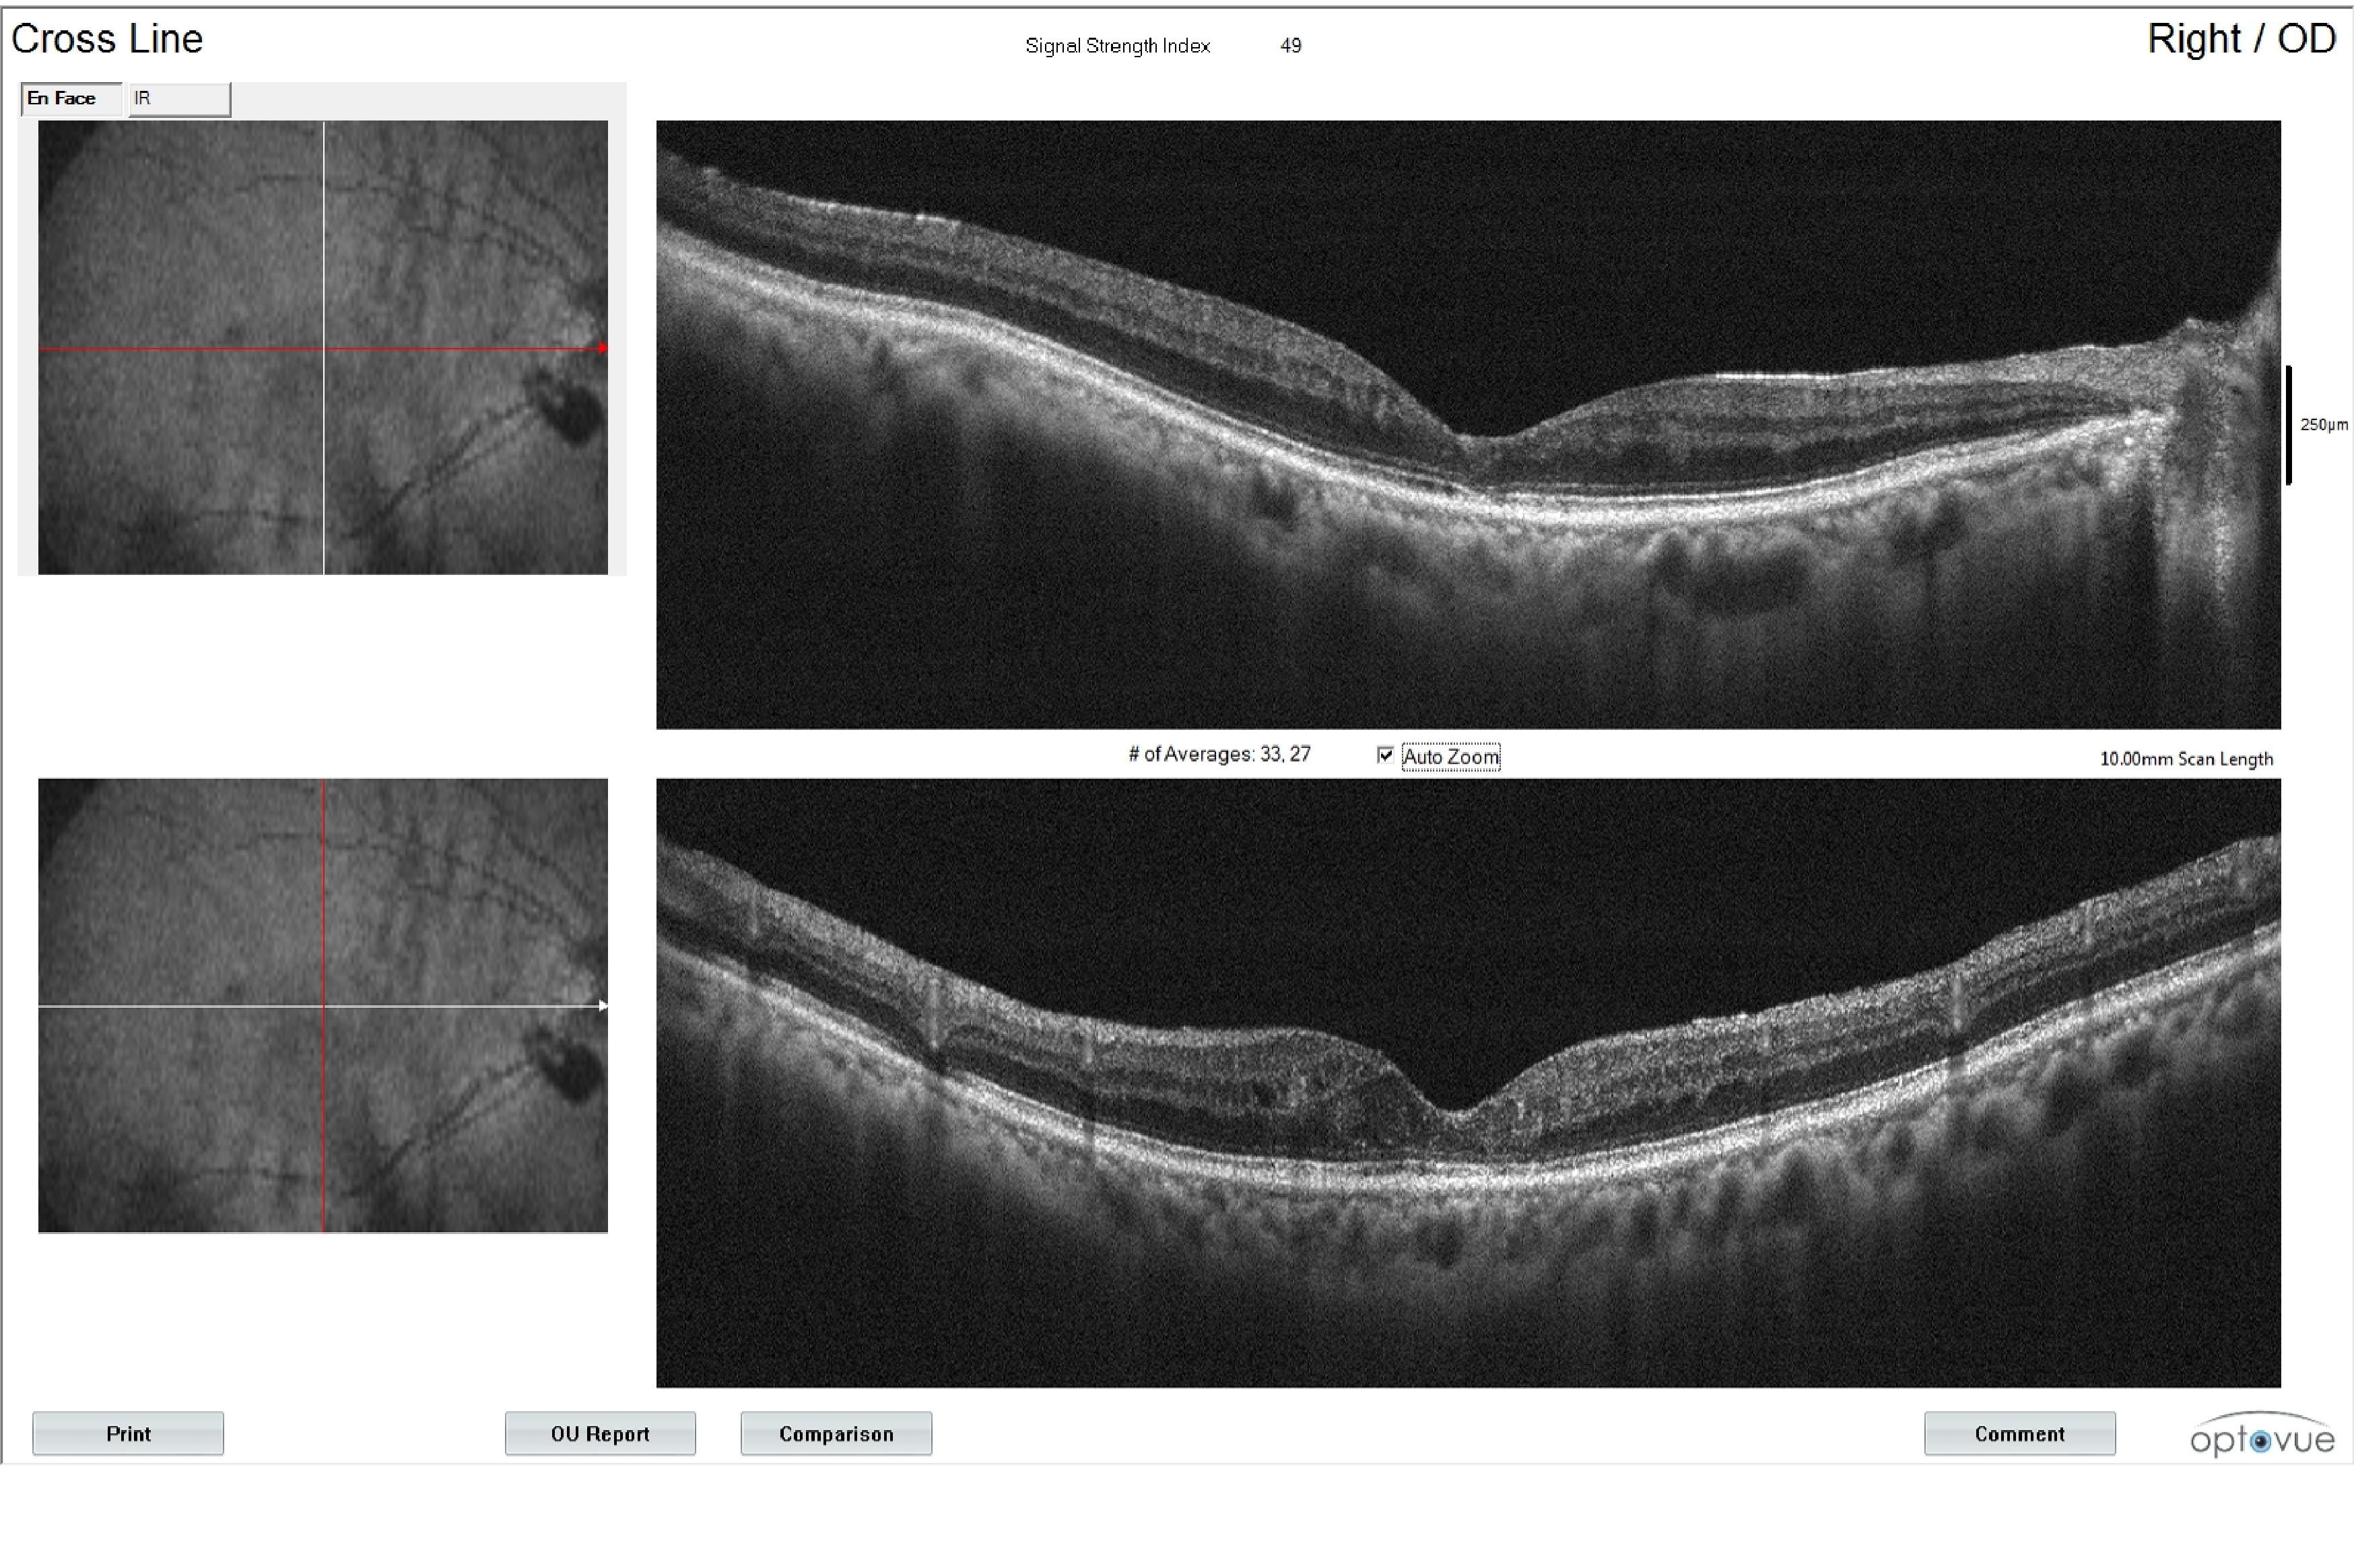 Cross Line
Signal Strength Index 49
Right / OD
En Face IR
250µm
# of Averages: 33, 27
Auto Zoom
10.00mm Scan Length
Print
OU Report
Comparison
Comment
optovue